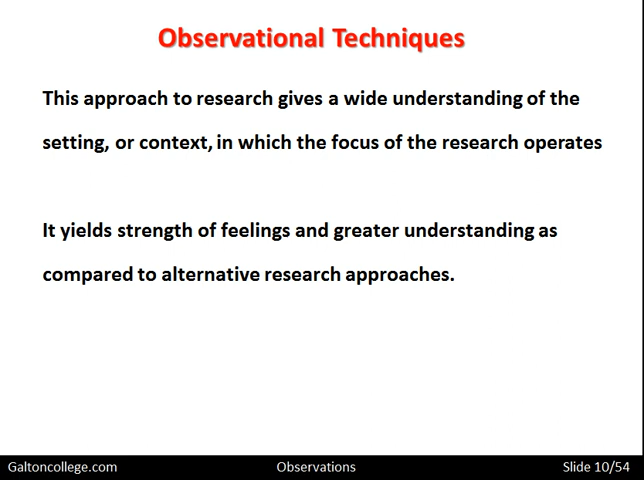 Observational Techniques
This approach to research gives a wide understanding of the
setting, or context, in which the focus of the research operates
It yields strength of feelings and greater understanding as
compared to alternative research approaches.
Galtoncollege.com Observations Slide 10/54